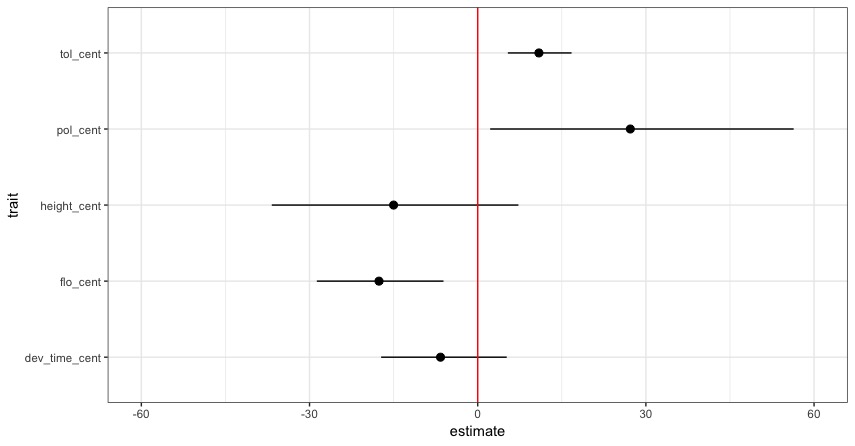 trait
tol_cent
pol_cent
height_cent
flo_cent
dev_time_cent
-60 -30 0 30 60
estimate